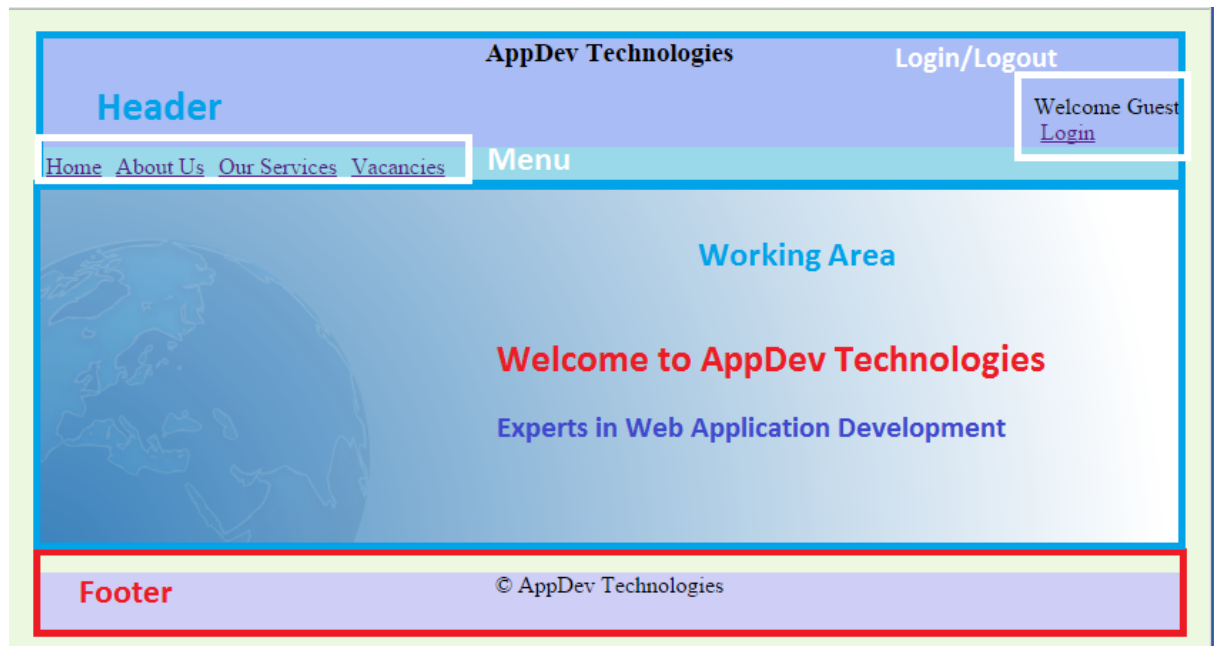 AppDev Technologies
Login/Logout
Header
Welcome Guest
Login
Home About Us Our Services Vacancies
Menu
Working Area
Welcome to AppDev Technologies
Experts in Web Application Development
Footer
© AppDev Technologies